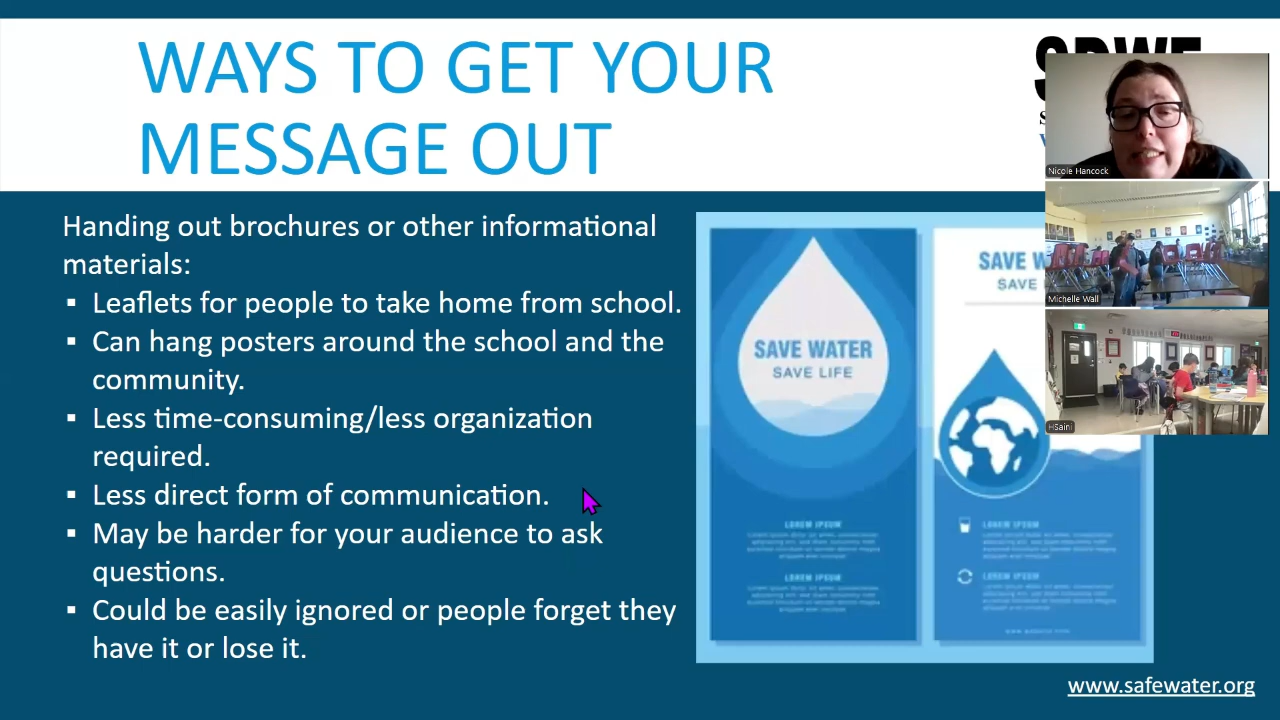 WAYS TO GET YOUR
MESSAGE OUT
Handing out brochures or other informational
materials:
▪ Leaflets for people to take home from school.
▪ Can hang posters around the school and the
community.
▪ Less time-consuming/less organization
required.
▪ Less direct form of communication.
▪ May be harder for your audience to ask
questions.
▪ Could be easily ignored or people forget they
have it or lose it.
SAVE WATER
SAVE LIFE
LOREM IPSUM
LOREM IPSUM
SAVE W
SAVE
LOREM IPSUM
LOREM IPSUM
Nicole Hancock
Michelle Wall
HSaini
www.safewater.org